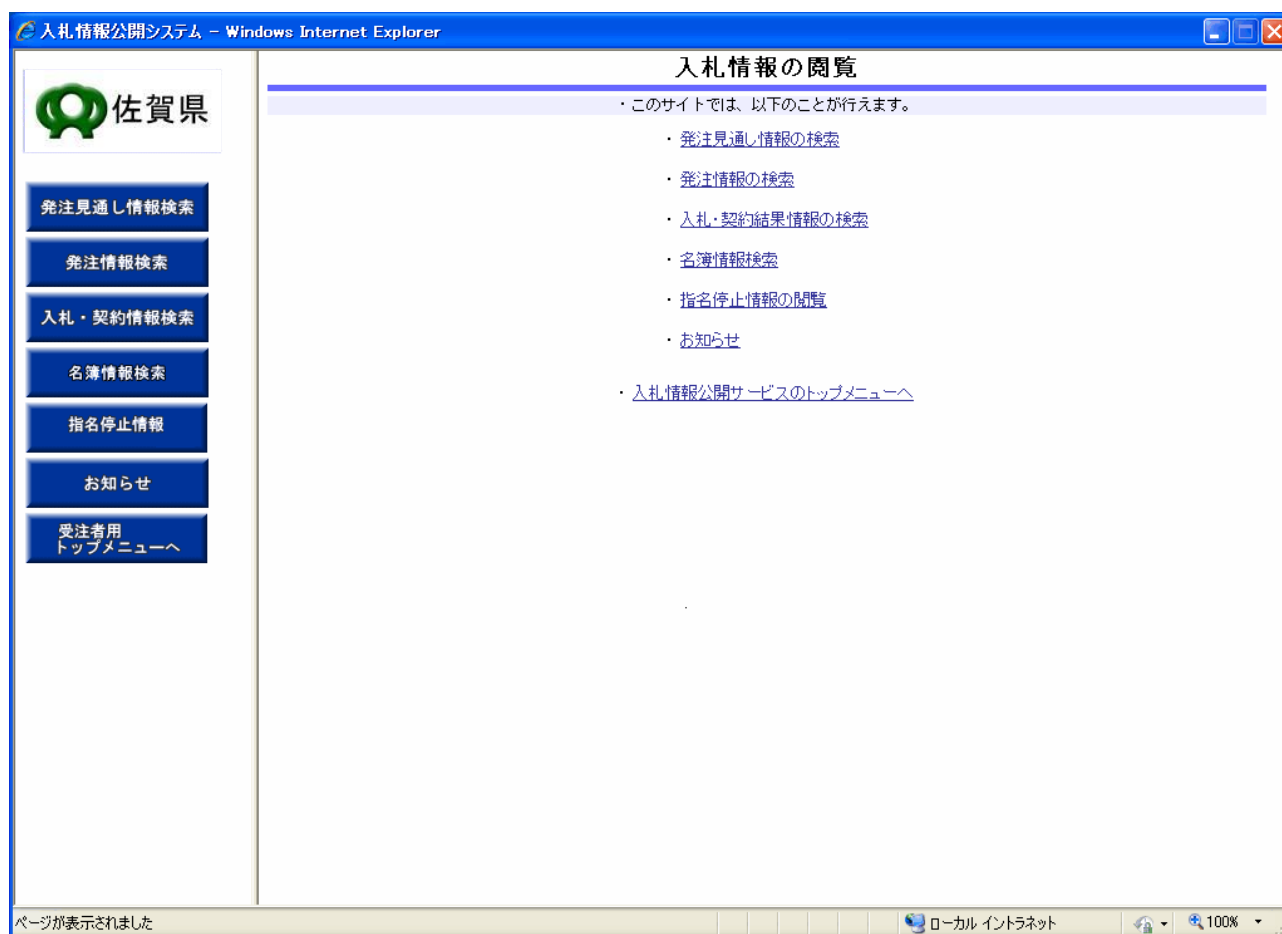 入札情報公開システム - Windows Internet Explorer
佐賀県
発注見通し情報検索
発注情報検索
入札・契約情報検索
名簿情報検索
指名停止情報
お知らせ
受注者用
トップメニューへ
入札情報の閲覧
・このサイトでは、以下のことが行えます。
・発注見通し情報の検索
・発注情報の検索
・入札・契約結果情報の検索
・名簿情報検索
・指名停止情報の閲覧
・お知らせ
・入札情報公開サービスのトップメニューへ
ページが表示されました
ローカル イントラネット
100%